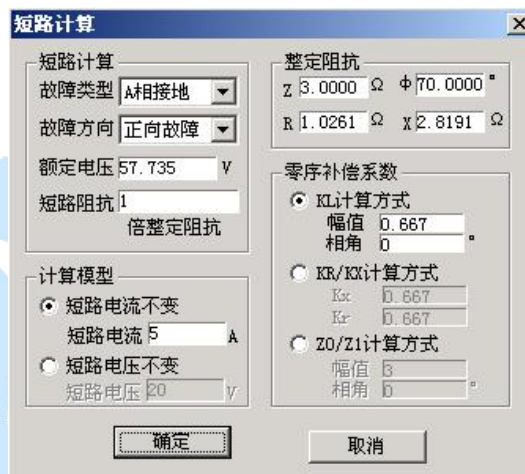 短路计算
短路计算
故障类型 A相接地
故障方向 正向故障
额定电压 57.735 V
短路阻抗 1
倍整定阻抗
计算模型
短路电流不变
短路电流 5 A
短路电压不变
短路电压 20 V
整定阻抗
Z 3.0000 Ω Φ 70.0000 °
R 1.0261 Ω X 2.8191 Ω
零序补偿系数
KL计算方式
幅值 0.667
相角 0 °
KR/KX计算方式
Kx 0.667
Kr 0.667
Z0/Z1计算方式
幅值 3
相角 0 °
确定
取消